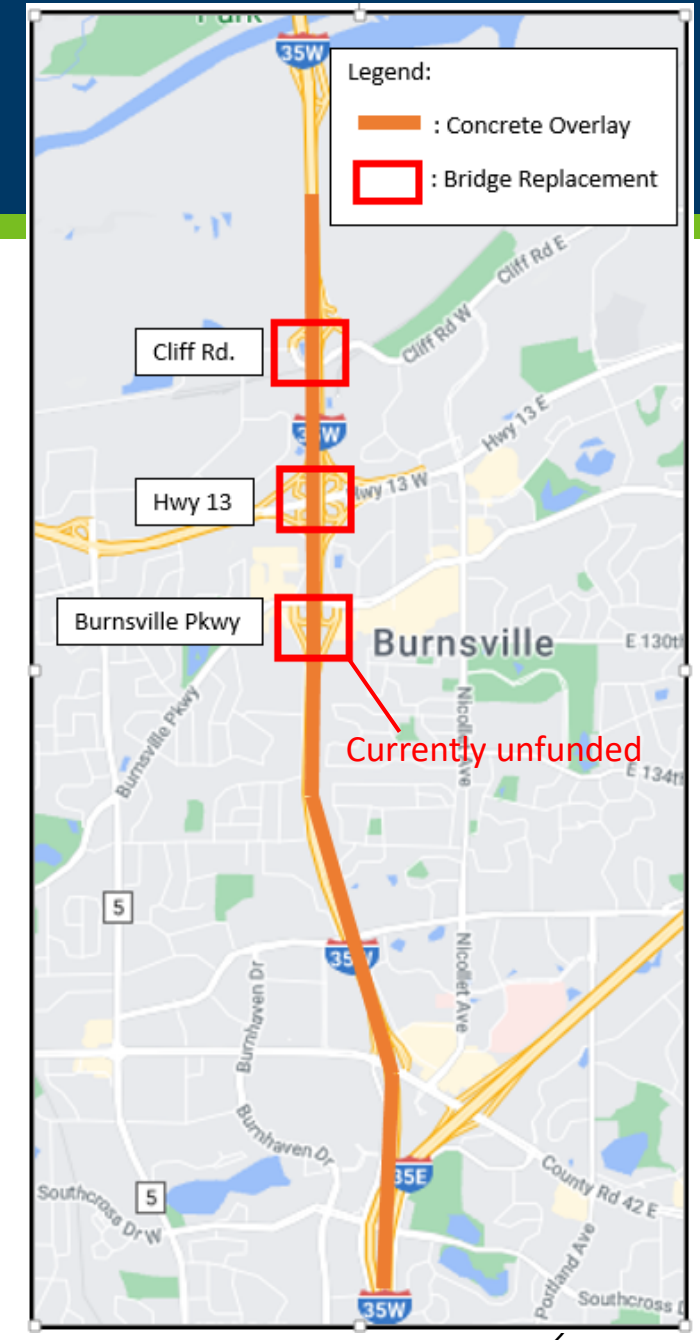 Park
35W
Legend:
: Concrete Overlay
: Bridge Replacement
Cliff Rd E
Cliff Rd W
Cliff Rd.
35W
Hwy 13 E
Hwy 13 W
Hwy 13
Burnsville Pkwy
Burnsville
E 130th
Nicollet Ave
Burnsville Pkwy
Currently unfunded
E 134th
5
35W
Nicollet Ave
Burnhaven Dr
Burnhaven Dr
35E
County Rd 42 E
Southcross Dr W
5
Portland Ave
Southcross D
35W